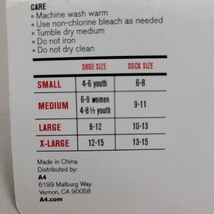 CARE
• Machine wash warm
• Use non-chlorine bleach as needed
• Tumble dry medium
• Do not iron
• Do not dry clean
SHOE SIZE SOCK SIZE
SMALL 4-6 youth 6-8
MEDIUM 6-9 women 4-8 ½ youth 9-11
LARGE 8-12 10-13
X-LARGE 12-15 13-15
Made in China
Distributed by:
A4
6199 Malburg Way
Vernon, CA 90058
A4.com